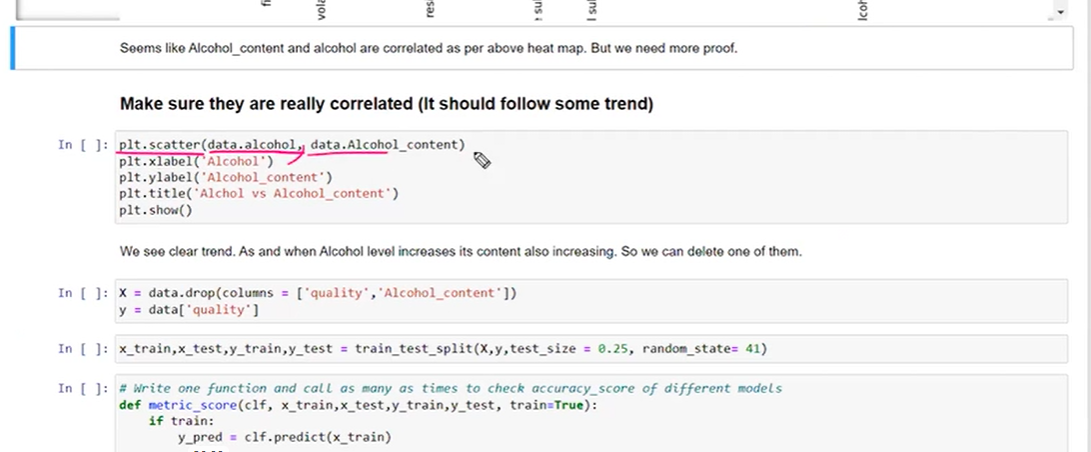 Seems like Alcohol_content and alcohol are correlated as per above heat map. But we need more proof.
Make sure they are really correlated (It should follow some trend)
In [ ]: plt.scatter(data.alcohol, data.Alcohol_content)
plt.xlabel('Alcohol')
plt.ylabel('Alcohol_content')
plt.title('Alchol vs Alcohol_content')
plt.show()
We see clear trend. As and when Alcohol level increases its content also increasing. So we can delete one of them.
In [ ]: X = data.drop(columns = ['quality','Alcohol_content'])
y = data['quality']
In [ ]: x_train,x_test,y_train,y_test = train_test_split(X,y,test_size = 0.25, random_state= 41)
In [ ]: # Write one function and call as many as times to check accuracy_score of different models
def metric_score(clf, x_train,x_test,y_train,y_test, train=True):
if train:
y_pred = clf.predict(x_train)